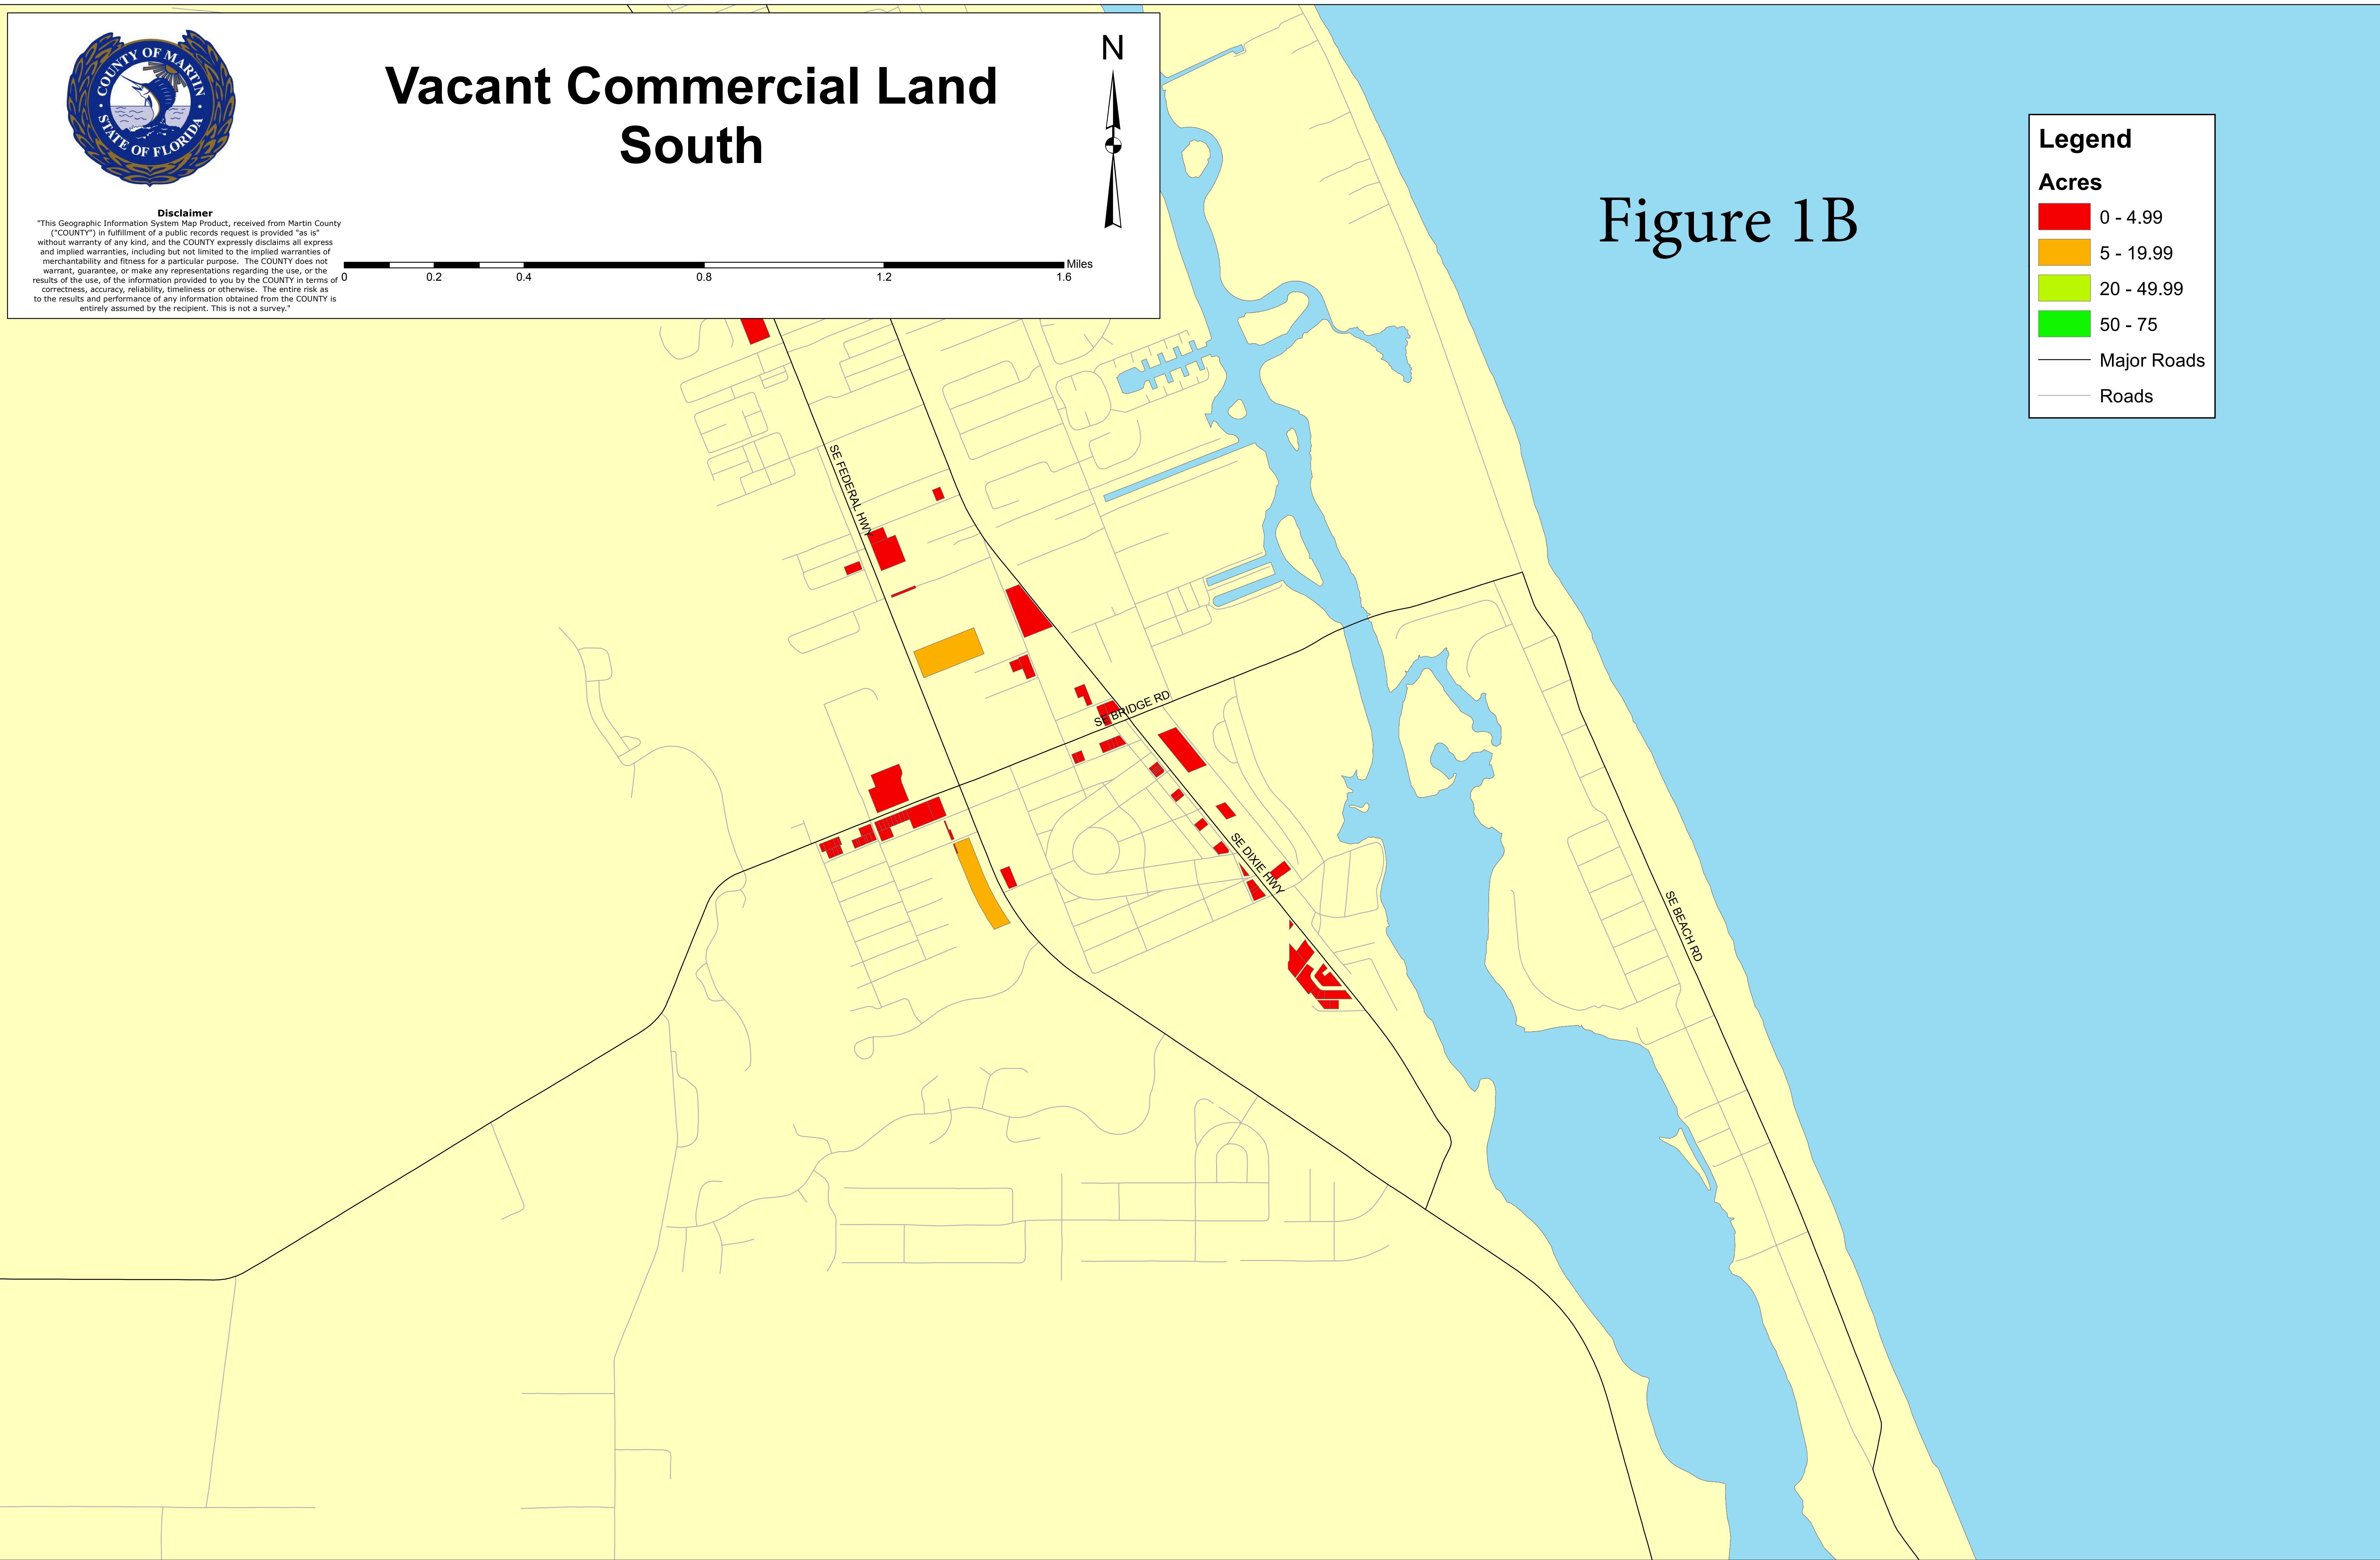 COUNTY OF MARTIN
STATE OF FLORIDA
Vacant Commercial Land
South
N
Disclaimer
"This Geographic Information System Map Product, received from Martin County
("COUNTY") in fulfillment of a public records request is provided "as is"
without warranty of any kind, and the COUNTY expressly disclaims all express
and implied warranties, including but not limited to the implied warranties of
merchantability and fitness for a particular purpose.  The COUNTY does not
warrant, guarantee, or make any representations regarding the use, or the
results of the use, of the information provided to you by the COUNTY in terms of
correctness, accuracy, reliability, timeliness or otherwise.  The entire risk as
to the results and performance of any information obtained from the COUNTY is
entirely assumed by the recipient. This is not a survey."
0 0.2 0.4 0.8 1.2 1.6 Miles
Figure 1B
Legend
Acres
0 - 4.99
5 - 19.99
20 - 49.99
50 - 75
Major Roads
Roads
SE FEDERAL HWY
SE BRIDGE RD
SE DIXIE HWY
SE BEACH RD